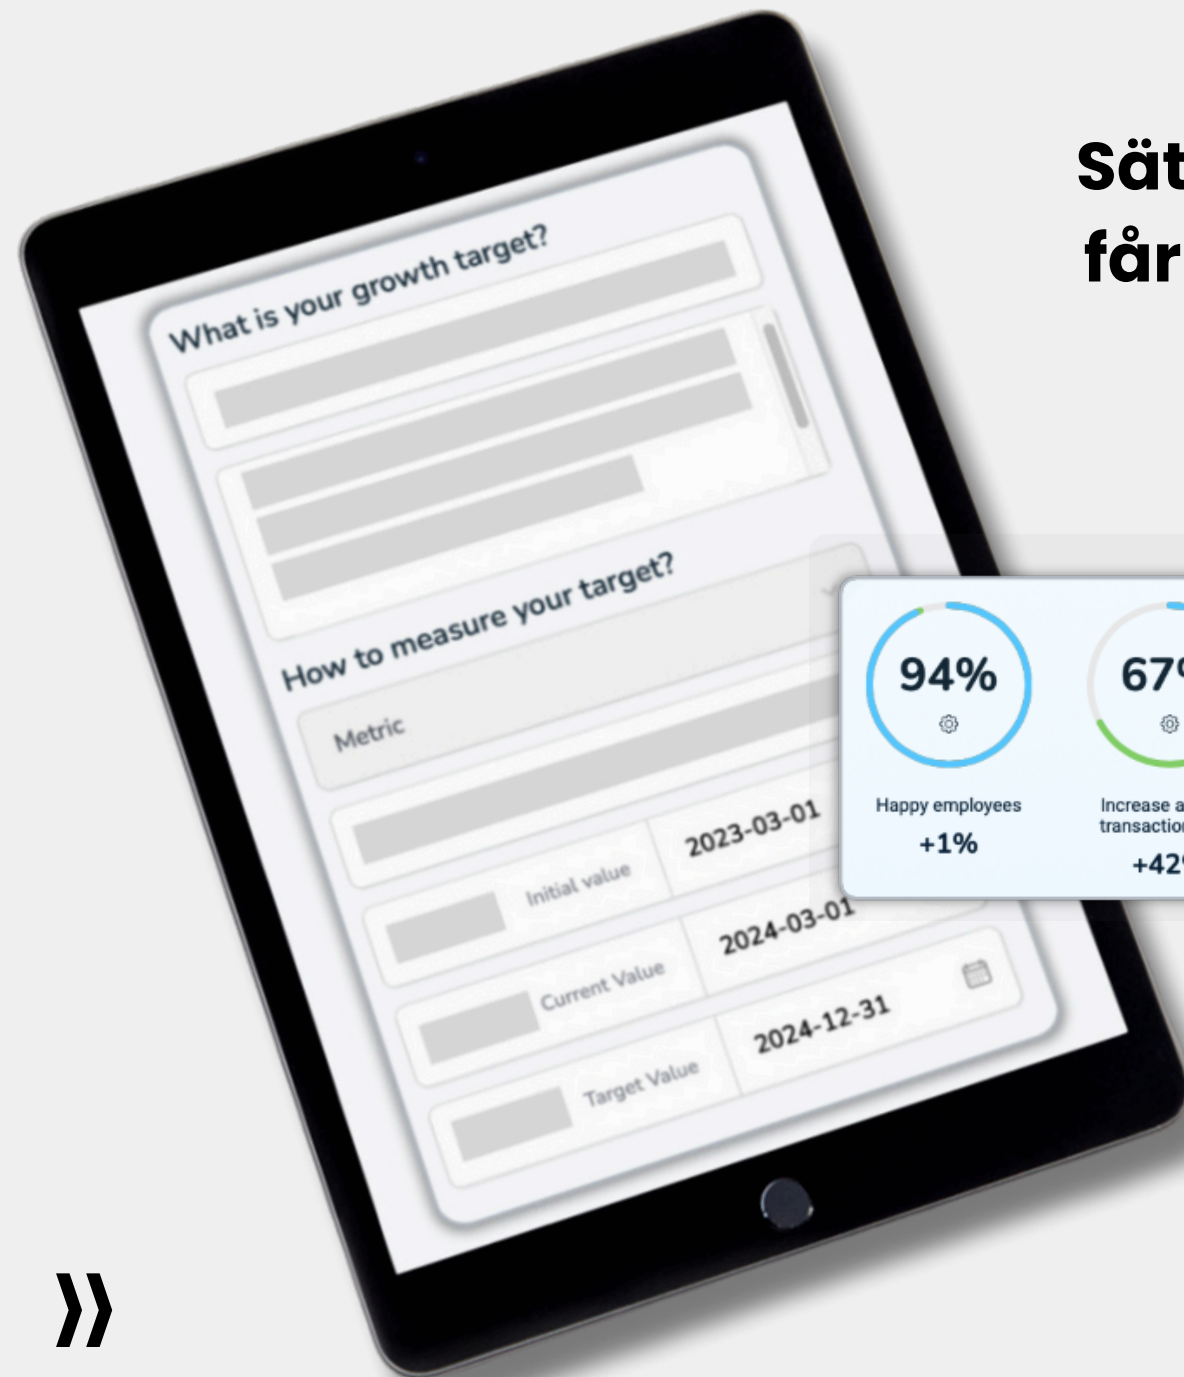 Sät
får
What is your growth target?
How to measure your target?
Metric
Initial value
2023-03-01
Current Value
2024-03-01
Target Value
2024-12-31
94%
Happy employees
+1%
67%
Increase a
transaction
+42%